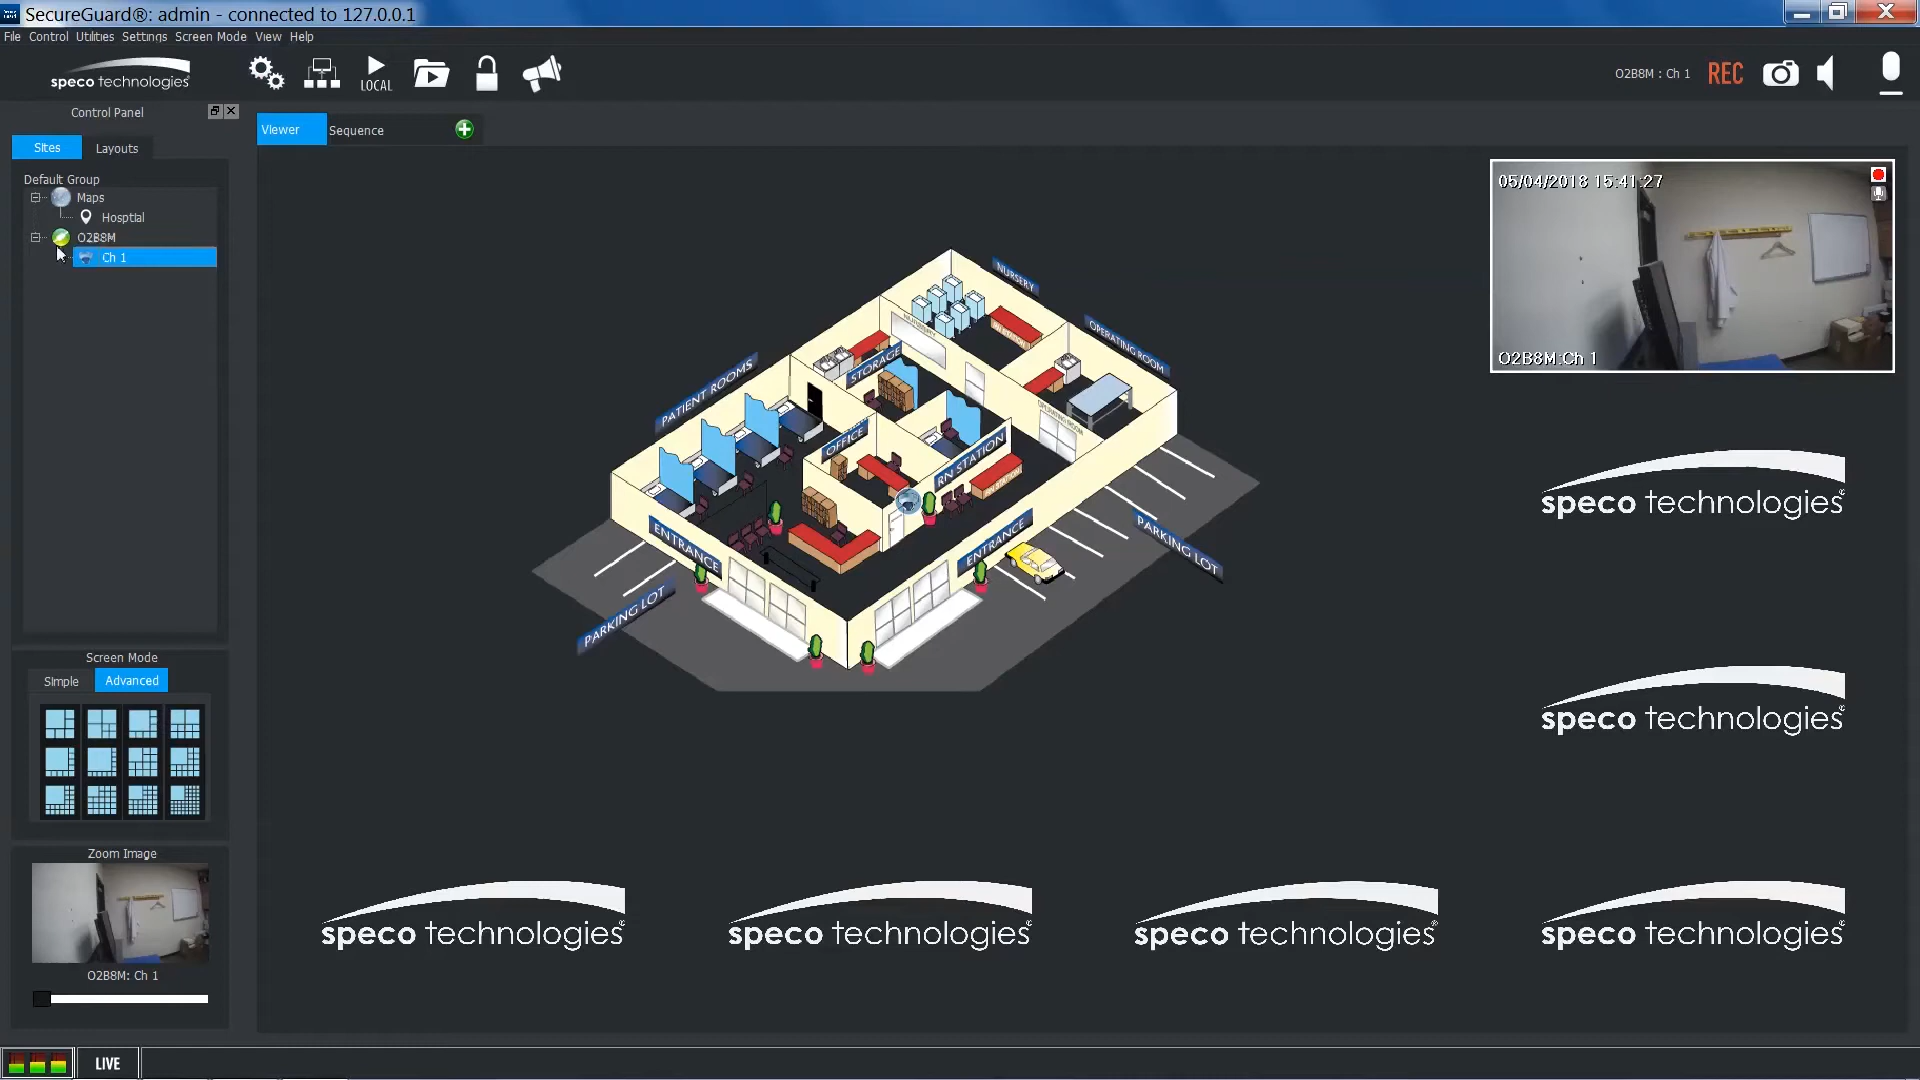 SecureGuard®: admin - connected to 127.0.0.1
File Control Utilities Settings Screen Mode View Help
speco technologies®
LOCAL
O2B8M : Ch 1
REC
Control Panel
Sites
Layouts
Default Group
Maps
Hosptial
O2B8M
Ch 1
Viewer
Sequence
05/04/2018 15:41:27
O2B8M:Ch 1
NURSERY
OPERATING ROOM
STORAGE
PATIENT ROOMS
OPERATING ROOM
OFFICE
RN STATION
RN STATION
ENTRANCE
ENTRANCE
PARKING LOT
PARKING LOT
speco technologies®
speco technologies®
speco technologies®
speco technologies®
speco technologies®
speco technologies®
Screen Mode
Simple
Advanced
Zoom Image
O2B8M: Ch 1
LIVE